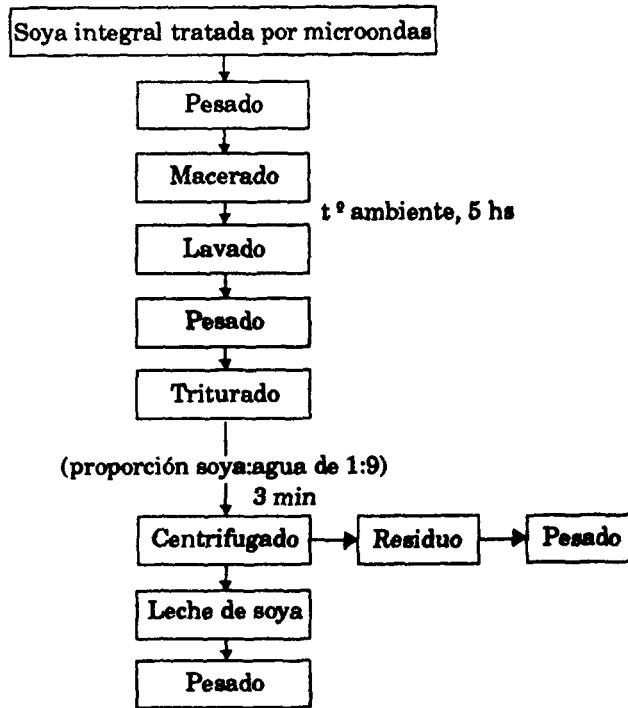 Soya integral tratada por microondas
Pesado
Macerado
tº ambiente, 5 hs
Lavado
Pesado
Triturado
(proporción soya:agua de 1:9)
3 min
Centrifugado
Residuo
Pesado
Leche de soya
Pesado